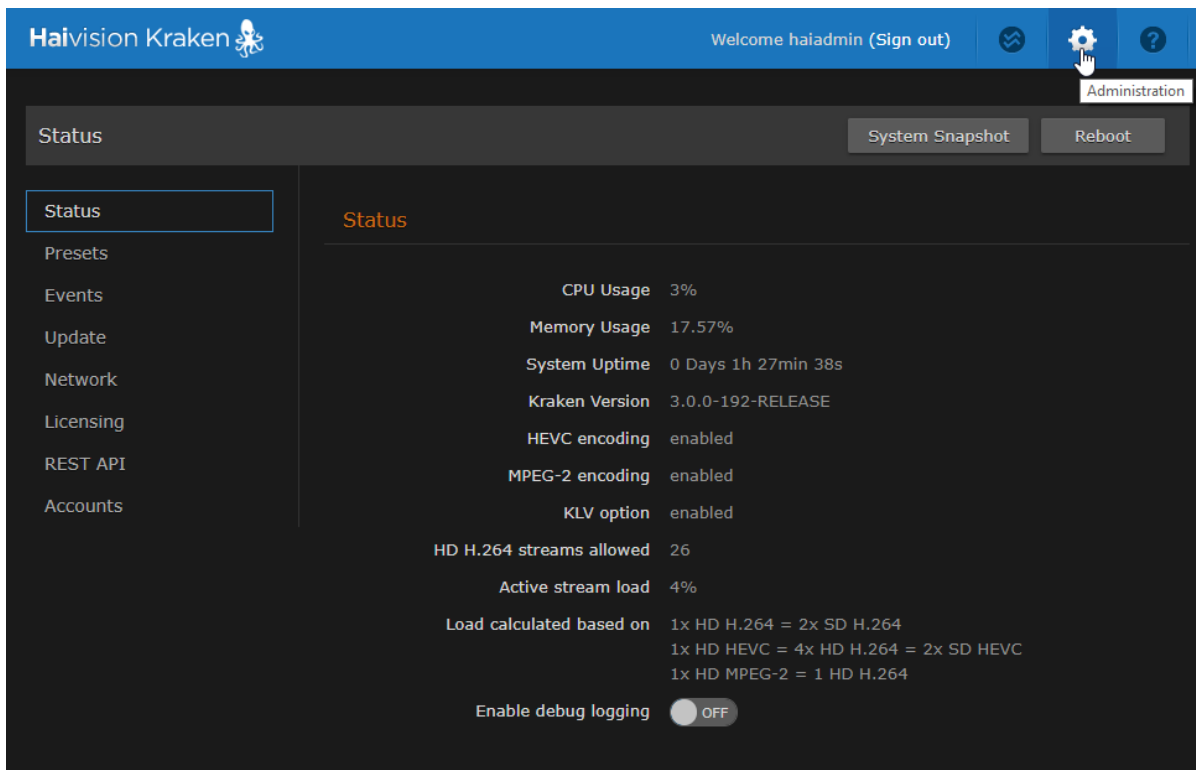 Haivision Kraken
Welcome haiadmin (Sign out)
?
Administration
Status
System Snapshot
Reboot
Status
Presets
Events
Update
Network
Licensing
REST API
Accounts
Status
CPU Usage 3%
Memory Usage 17.57%
System Uptime 0 Days 1h 27min 38s
Kraken Version 3.0.0-192-RELEASE
HEVC encoding enabled
MPEG-2 encoding enabled
KLV option enabled
HD H.264 streams allowed 26
Active stream load 4%
Load calculated based on 1x HD H.264 = 2x SD H.264
1x HD HEVC = 4x HD H.264 = 2x SD HEVC
1x HD MPEG-2 = 1 HD H.264
Enable debug logging OFF